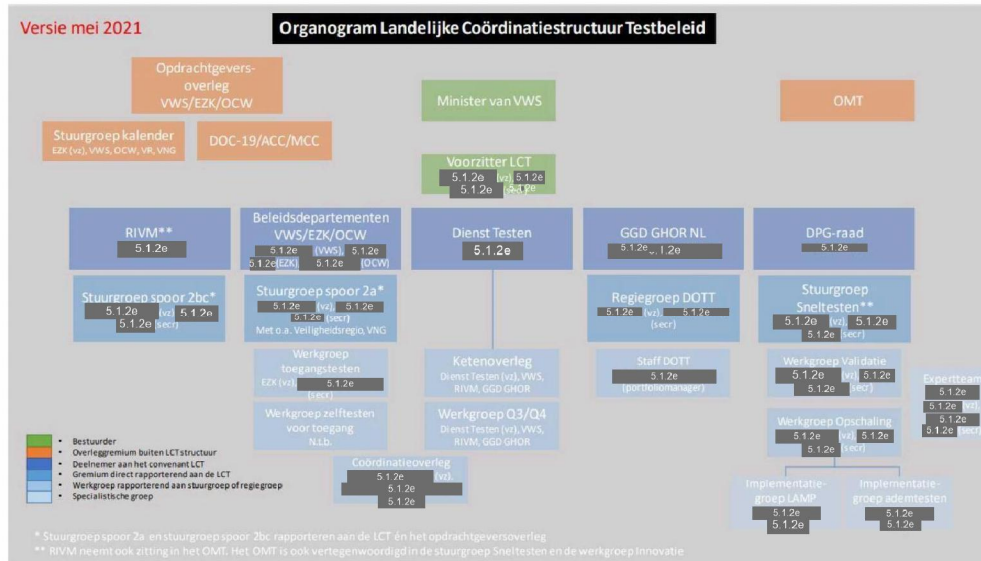 Versie mei 2021
Organogram Landelijke Coördinatiestructuur Testbeleid
Opdrachtgevers-
overleg
VWS/EZK/OCW
Minister van VWS
OMT
Stuurgroep kalender
EZK (vz), VWS, OCW, VR, VNG
DOC-19/ACC/MCC
Voorzitter LCT
5.1.2e (vz), 5.1.2e
5.1.2e (secr) 5.1.2e
RIVM**
5.1.2e
Beleidsdepartementen
VWS/EZK/OCW
5.1.2e (VWS), 5.1.2e
5.1.2e (EZK), 5.1.2e (OCW)
Dienst Testen
5.1.2e
GGD GHOR NL
5.1.2e 5.1.2e
DPG-raad
5.1.2e
Stuurgroep spoor 2bc*
5.1.2e (vz) 5.1.2e
5.1.2e (secr)
Stuurgroep spoor 2a*
5.1.2e (vz), 5.1.2e
5.1.2e (secr)
Met o.a. Veiligheidsregio, VNG
Regiegroep DOTT
5.1.2e (vz), 5.1.2e
(secr)
Stuurgroep
Sneltesten**
5.1.2e (vz), 5.1.2e
5.1.2e (secr)
Werkgroep
toegangstesten
EZK (vz), 5.1.2e
(secr)
Ketenoverleg
Dienst Testen (vz), VWS,
RIVM, GGD GHOR
Staff DOTT
5.1.2e
(portfoliomanager)
Werkgroep Validatie
5.1.2e (vz), 5.1.2e
5.1.2e (secr)
Expertteam
5.1.2e
5.1.2e (vz),
5.1.2e
5.1.2e (secr)
Werkgroep zelftesten
voor toegang
N.t.b.
Werkgroep Q3/Q4
Dienst Testen (vz), VWS,
RIVM, GGD GHOR
Werkgroep Opschaling
5.1.2e (vz), 5.1.2e
5.1.2e (secr)
Coördinatieoverleg
5.1.2e (vz),
5.1.2e
5.1.2e
Implementatie-
groep LAMP
5.1.2e
5.1.2e
Implementatie-
groep ademtesten
5.1.2e
5.1.2e
• Bestuurder
• Overleggremium buiten LCT structuur
• Deelnemer aan het convenant LCT
• Gremium direct rapporterend aan de LCT
• Werkgroep rapporterend aan stuurgroep of regiegroep
• Specialistische groep
* Stuurgroep spoor 2a en stuurgroep spoor 2bc rapporteren aan de LCT én het opdrachtgeversoverleg
** RIVM neemt ook zitting in het OMT. Het OMT is ook vertegenwoordigd in de stuurgroep Sneltesten en de werkgroep Innovatie